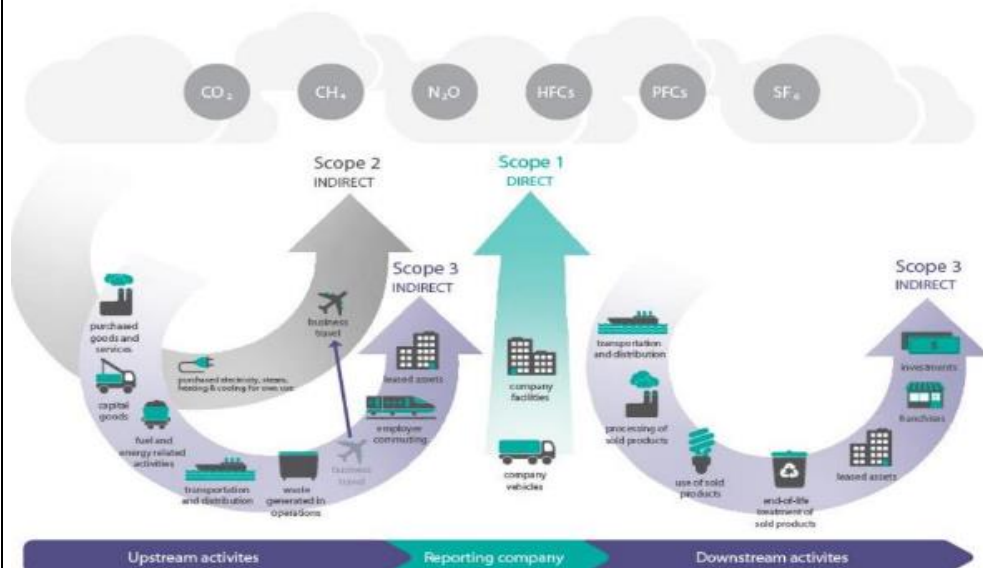 CO₂
CH₄
N₂O
HFCs
PFCs
SF₆
Scope 2
INDIRECT
Scope 1
DIRECT
Scope 3
INDIRECT
Scope 3
INDIRECT
purchased
goods and
services
capital
goods
fuel and
energy related
activities
purchased electricity, steam,
heating & cooling for own use
transportation
and distribution
waste
generated in
operations
business
travel
business
travel
employer
commuting
leased assets
company
facilities
company
vehicles
transportation
and distribution
processing of
sold products
use of sold
products
end-of-life
treatment of
sold products
leased assets
franchises
investments
Upstream activites
Reporting company
Downstream activites